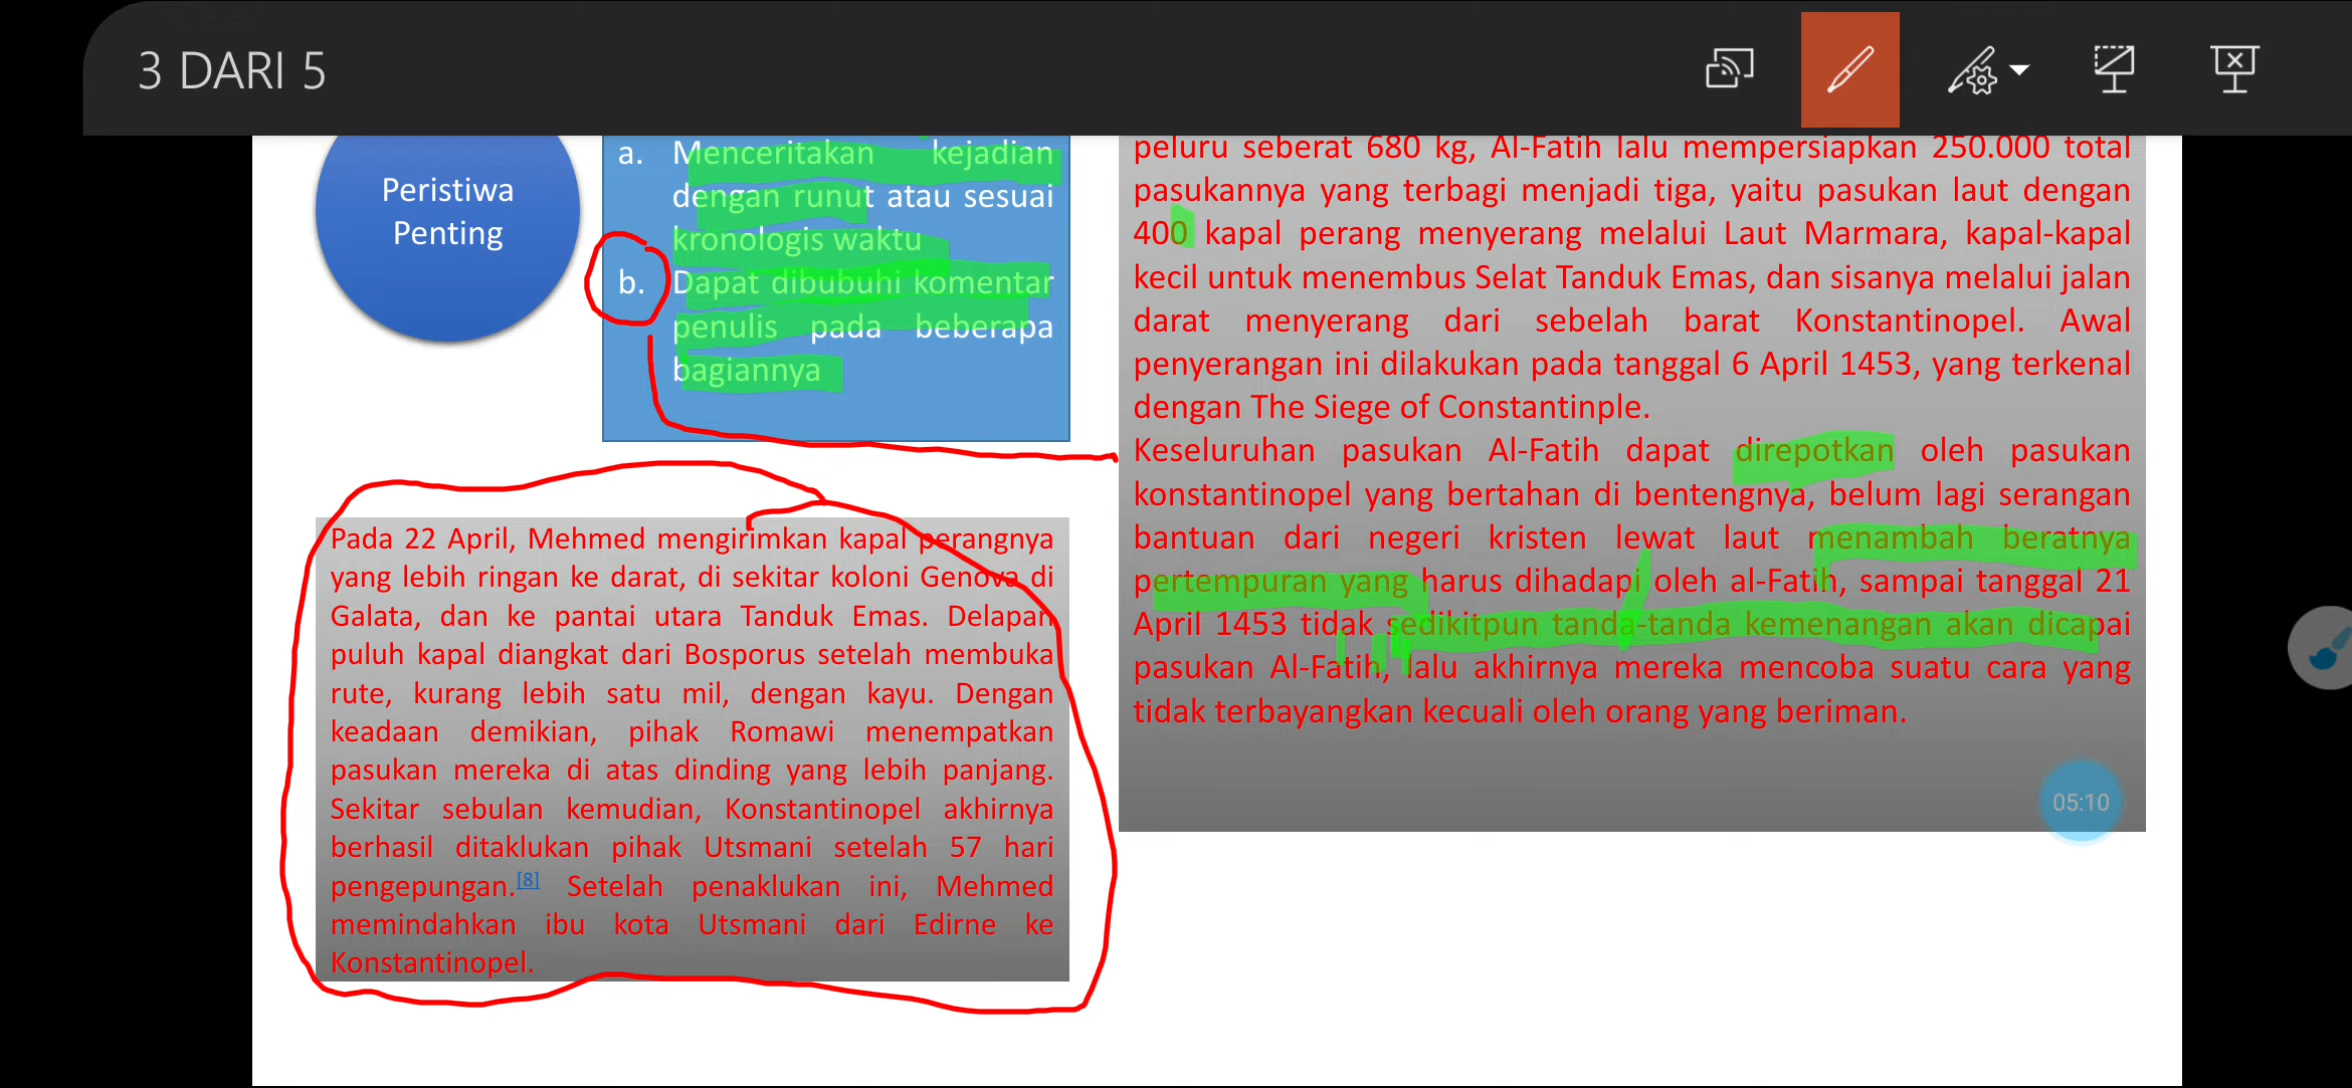 3 DARI 5
Peristiwa
Penting
a. Menceritakan kejadian
dengan runut atau sesuai
kronologis waktu
b. Dapat dibubuhi komentar
penulis pada beberapa
bagiannya
peluru seberat 680 kg, Al-Fatih lalu mempersiapkan 250.000 total
pasukannya yang terbagi menjadi tiga, yaitu pasukan laut dengan
400 kapal perang menyerang melalui Laut Marmara, kapal-kapal
kecil untuk menembus Selat Tanduk Emas, dan sisanya melalui jalan
darat menyerang dari sebelah barat Konstantinopel. Awal
penyerangan ini dilakukan pada tanggal 6 April 1453, yang terkenal
dengan The Siege of Constantinple.
Keseluruhan pasukan Al-Fatih dapat direpotkan oleh pasukan
konstantinopel yang bertahan di bentengnya, belum lagi serangan
bantuan dari negeri kristen lewat laut menambah beratnya
pertempuran yang harus dihadapi oleh al-Fatih, sampai tanggal 21
April 1453 tidak sedikitpun tanda-tanda kemenangan akan dicapai
pasukan Al-Fatih, lalu akhirnya mereka mencoba suatu cara yang
tidak terbayangkan kecuali oleh orang yang beriman.
05:10
Pada 22 April, Mehmed mengirimkan kapal perangnya
yang lebih ringan ke darat, di sekitar koloni Genova di
Galata, dan ke pantai utara Tanduk Emas. Delapan
puluh kapal diangkat dari Bosporus setelah membuka
rute, kurang lebih satu mil, dengan kayu. Dengan
keadaan demikian, pihak Romawi menempatkan
pasukan mereka di atas dinding yang lebih panjang.
Sekitar sebulan kemudian, Konstantinopel akhirnya
berhasil ditaklukan pihak Utsmani setelah 57 hari
pengepungan.[8] Setelah penaklukan ini, Mehmed
memindahkan ibu kota Utsmani dari Edirne ke
Konstantinopel.